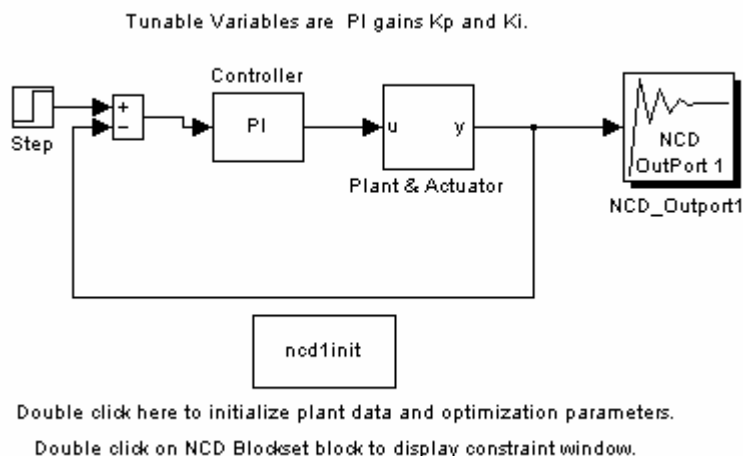 Tunable Variables are PI gains Kp and Ki.
Controller
Step
+
−
PI
u
y
Plant & Actuator
NCD
OutPort 1
NCD_Outport1
ncd1init
Double click here to initialize plant data and optimization parameters.
Double click on NCD Blockset block to display constraint window.